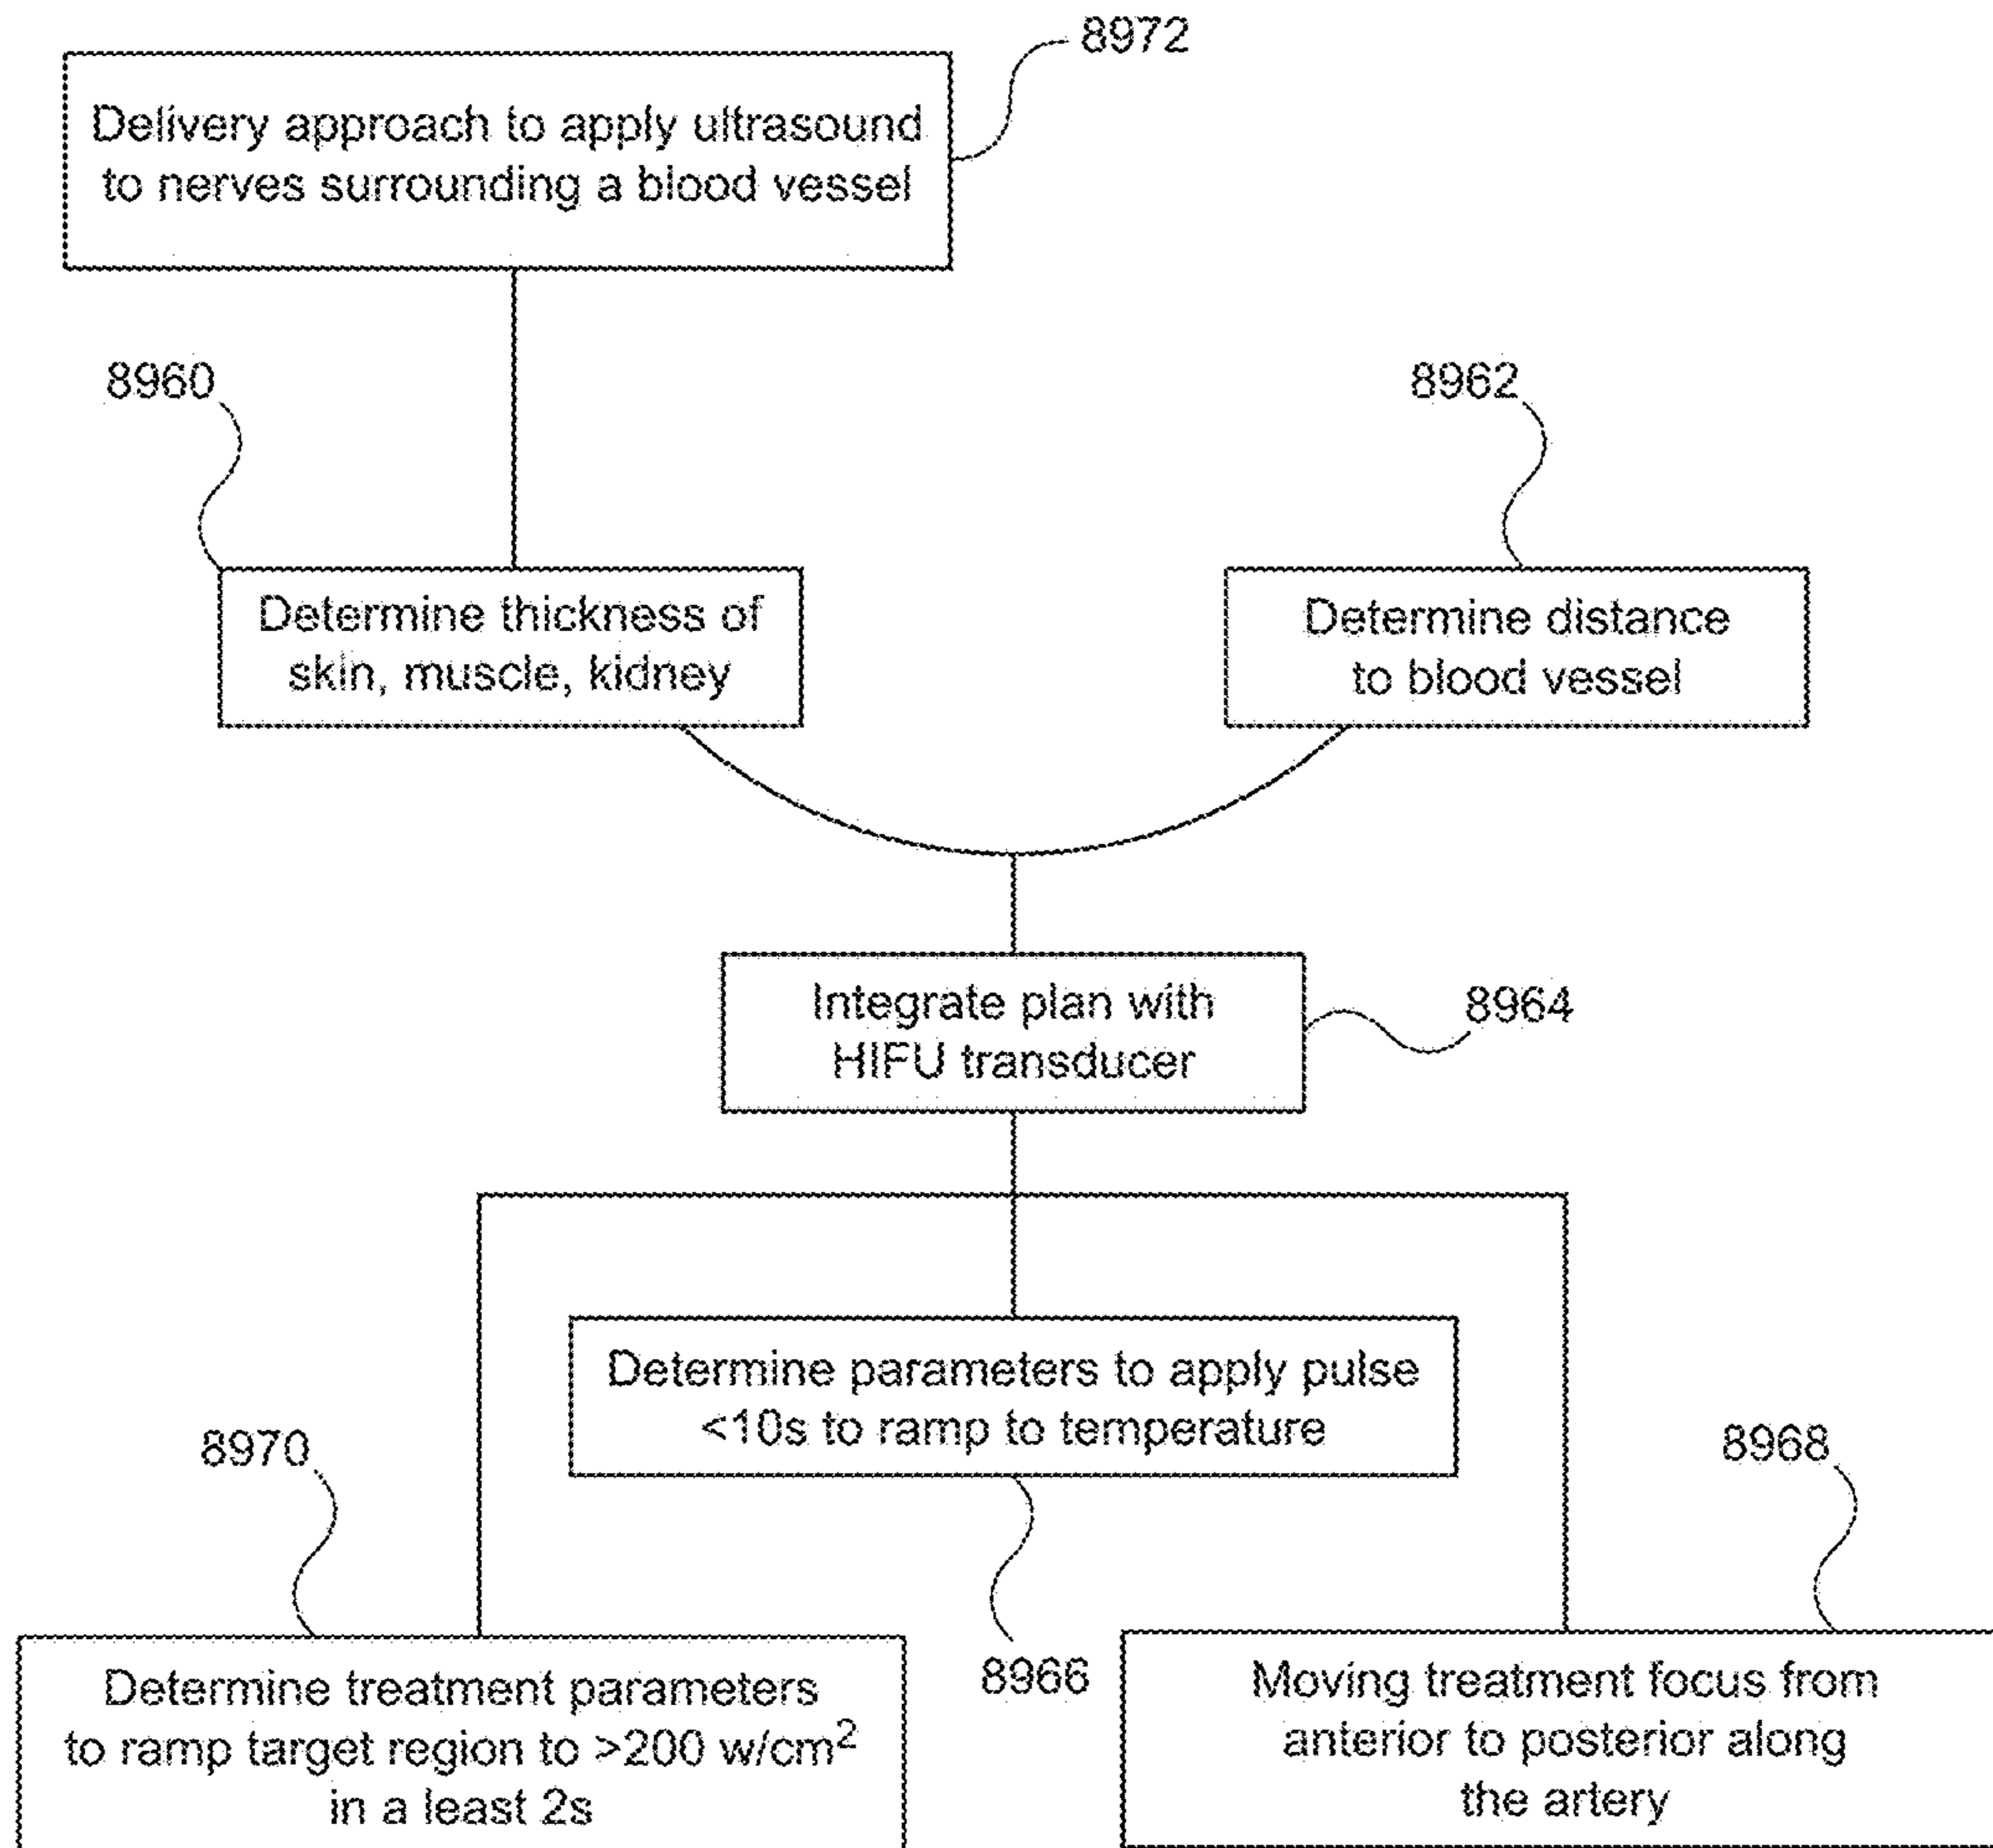 8972
Delivery approach to apply ultrasound
to nerves surrounding a blood vessel
8960
8962
Determine thickness of
skin, muscle, kidney
Determine distance
to blood vessel
Integrate plan with
HIFU transducer
8964
Determine parameters to apply pulse
<10s to ramp to temperature
8970
8968
8966
Determine treatment parameters
to ramp target region to >200 w/cm²
in a least 2s
Moving treatment focus from
anterior to posterior along
the artery